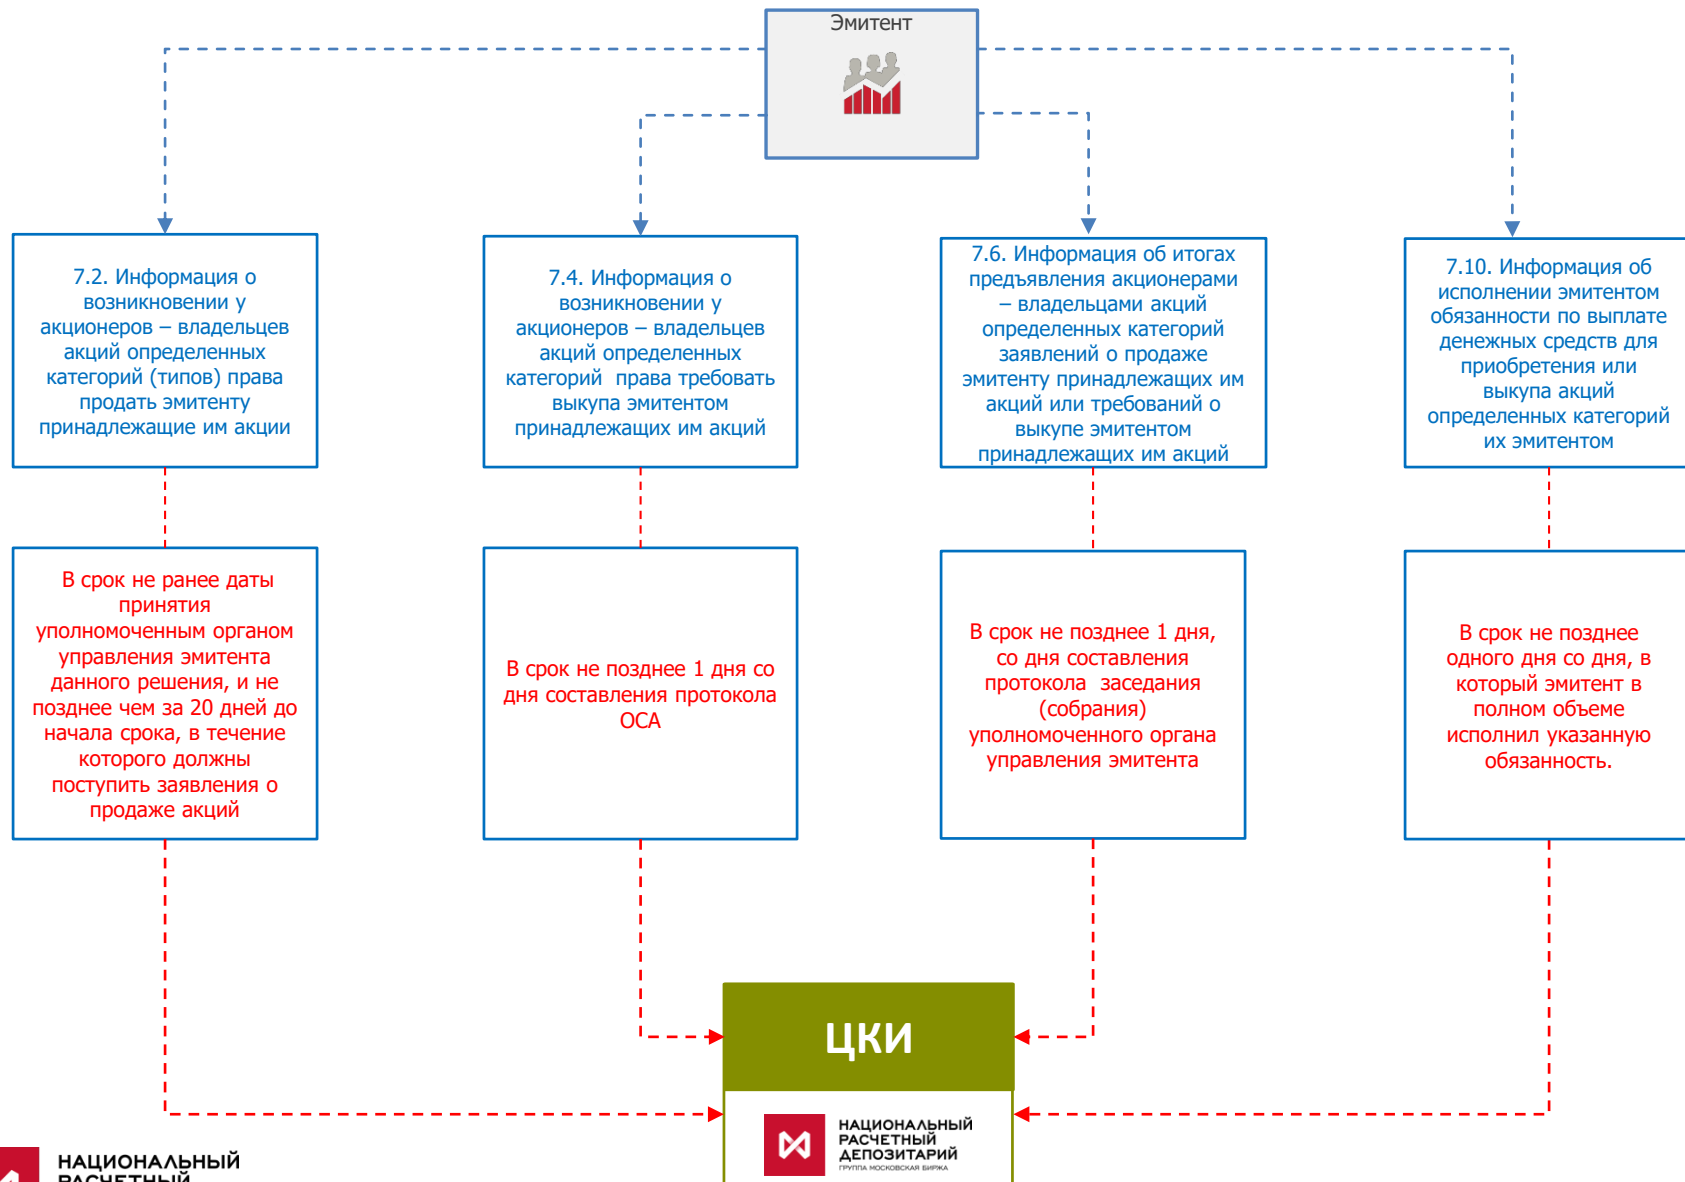 Эмитент
7.2. Информация о
возникновении у
акционеров – владельцев
акций определенных
категорий (типов) права
продать эмитенту
принадлежащие им акции
7.4. Информация о
возникновении у
акционеров – владельцев
акций определенных
категорий  права требовать
выкупа эмитентом
принадлежащих им акций
7.6. Информация об итогах
предъявления акционерами
– владельцами акций
определенных категорий
заявлений о продаже
эмитенту принадлежащих им
акций или требований о
выкупе эмитентом
принадлежащих им акций
7.10. Информация об
исполнении эмитентом
обязанности по выплате
денежных средств для
приобретения или
выкупа акций
определенных категорий
их эмитентом
В срок не ранее даты
принятия
уполномоченным органом
управления эмитента
данного решения, и не
позднее чем за 20 дней до
начала срока, в течение
которого должны
поступить заявления о
продаже акций
В срок не позднее 1 дня со
дня составления протокола
ОСА
В срок не позднее 1 дня,
со дня составления
протокола  заседания
(собрания)
уполномоченного органа
управления эмитента
В срок не позднее
одного дня со дня, в
который эмитент в
полном объеме
исполнил указанную
обязанность.
ЦКИ
НАЦИОНАЛЬНЫЙ
РАСЧЕТНЫЙ
ДЕПОЗИТАРИЙ
ГРУППА МОСКОВСКАЯ БИРЖА
НАЦИОНАЛЬНЫЙ
РАСЧЕТНЫЙ